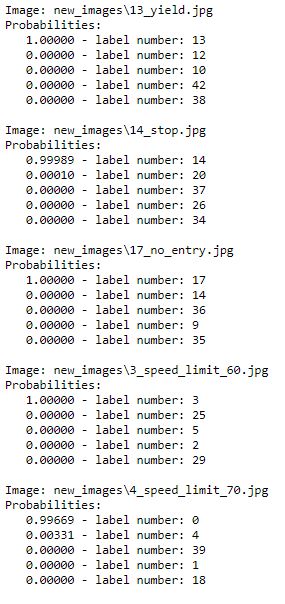 Image: new_images\13_yield.jpg
Probabilities:
1.00000 - label number: 13
0.00000 - label number: 12
0.00000 - label number: 10
0.00000 - label number: 42
0.00000 - label number: 38
Image: new_images\14_stop.jpg
Probabilities:
0.99989 - label number: 14
0.00010 - label number: 20
0.00000 - label number: 37
0.00000 - label number: 26
0.00000 - label number: 34
Image: new_images\17_no_entry.jpg
Probabilities:
1.00000 - label number: 17
0.00000 - label number: 14
0.00000 - label number: 36
0.00000 - label number: 9
0.00000 - label number: 35
Image: new_images\3_speed_limit_60.jpg
Probabilities:
1.00000 - label number: 3
0.00000 - label number: 25
0.00000 - label number: 5
0.00000 - label number: 2
0.00000 - label number: 29
Image: new_images\4_speed_limit_70.jpg
Probabilities:
0.99669 - label number: 0
0.00331 - label number: 4
0.00000 - label number: 39
0.00000 - label number: 1
0.00000 - label number: 18